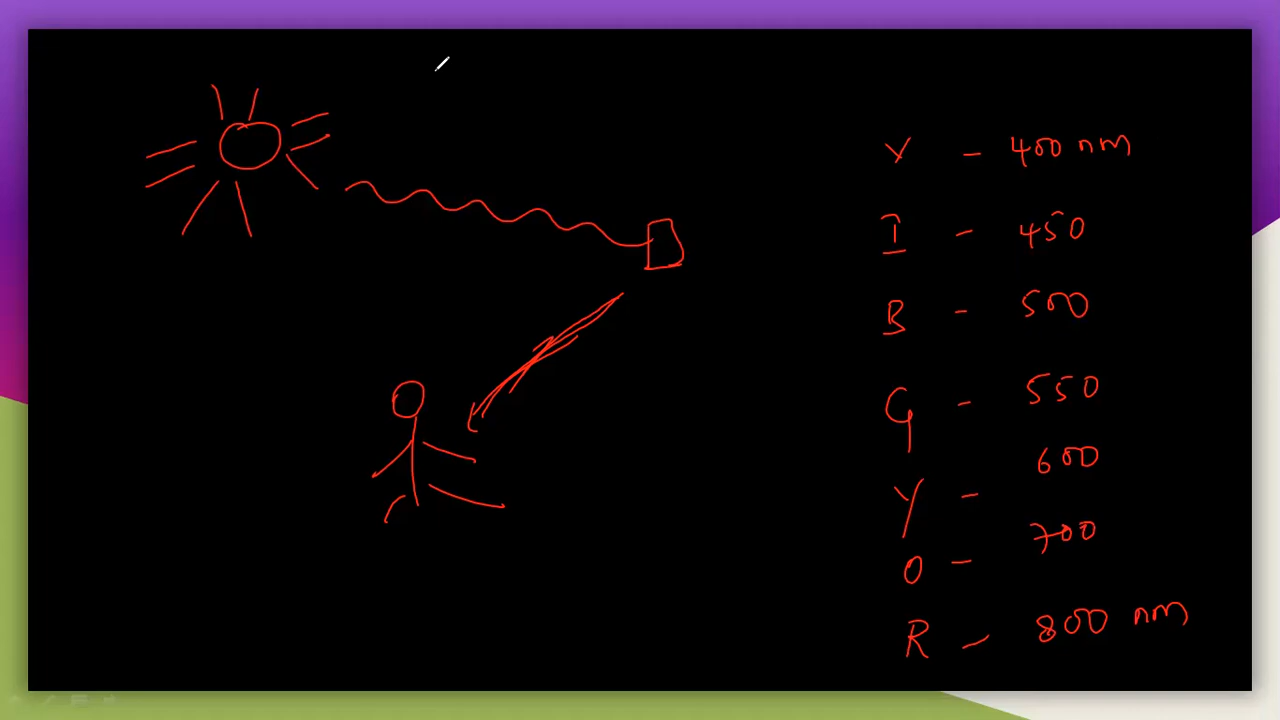 V - 400 nm
I - 450
B - 500
G - 550
Y - 600
O - 700
R - 800 nm